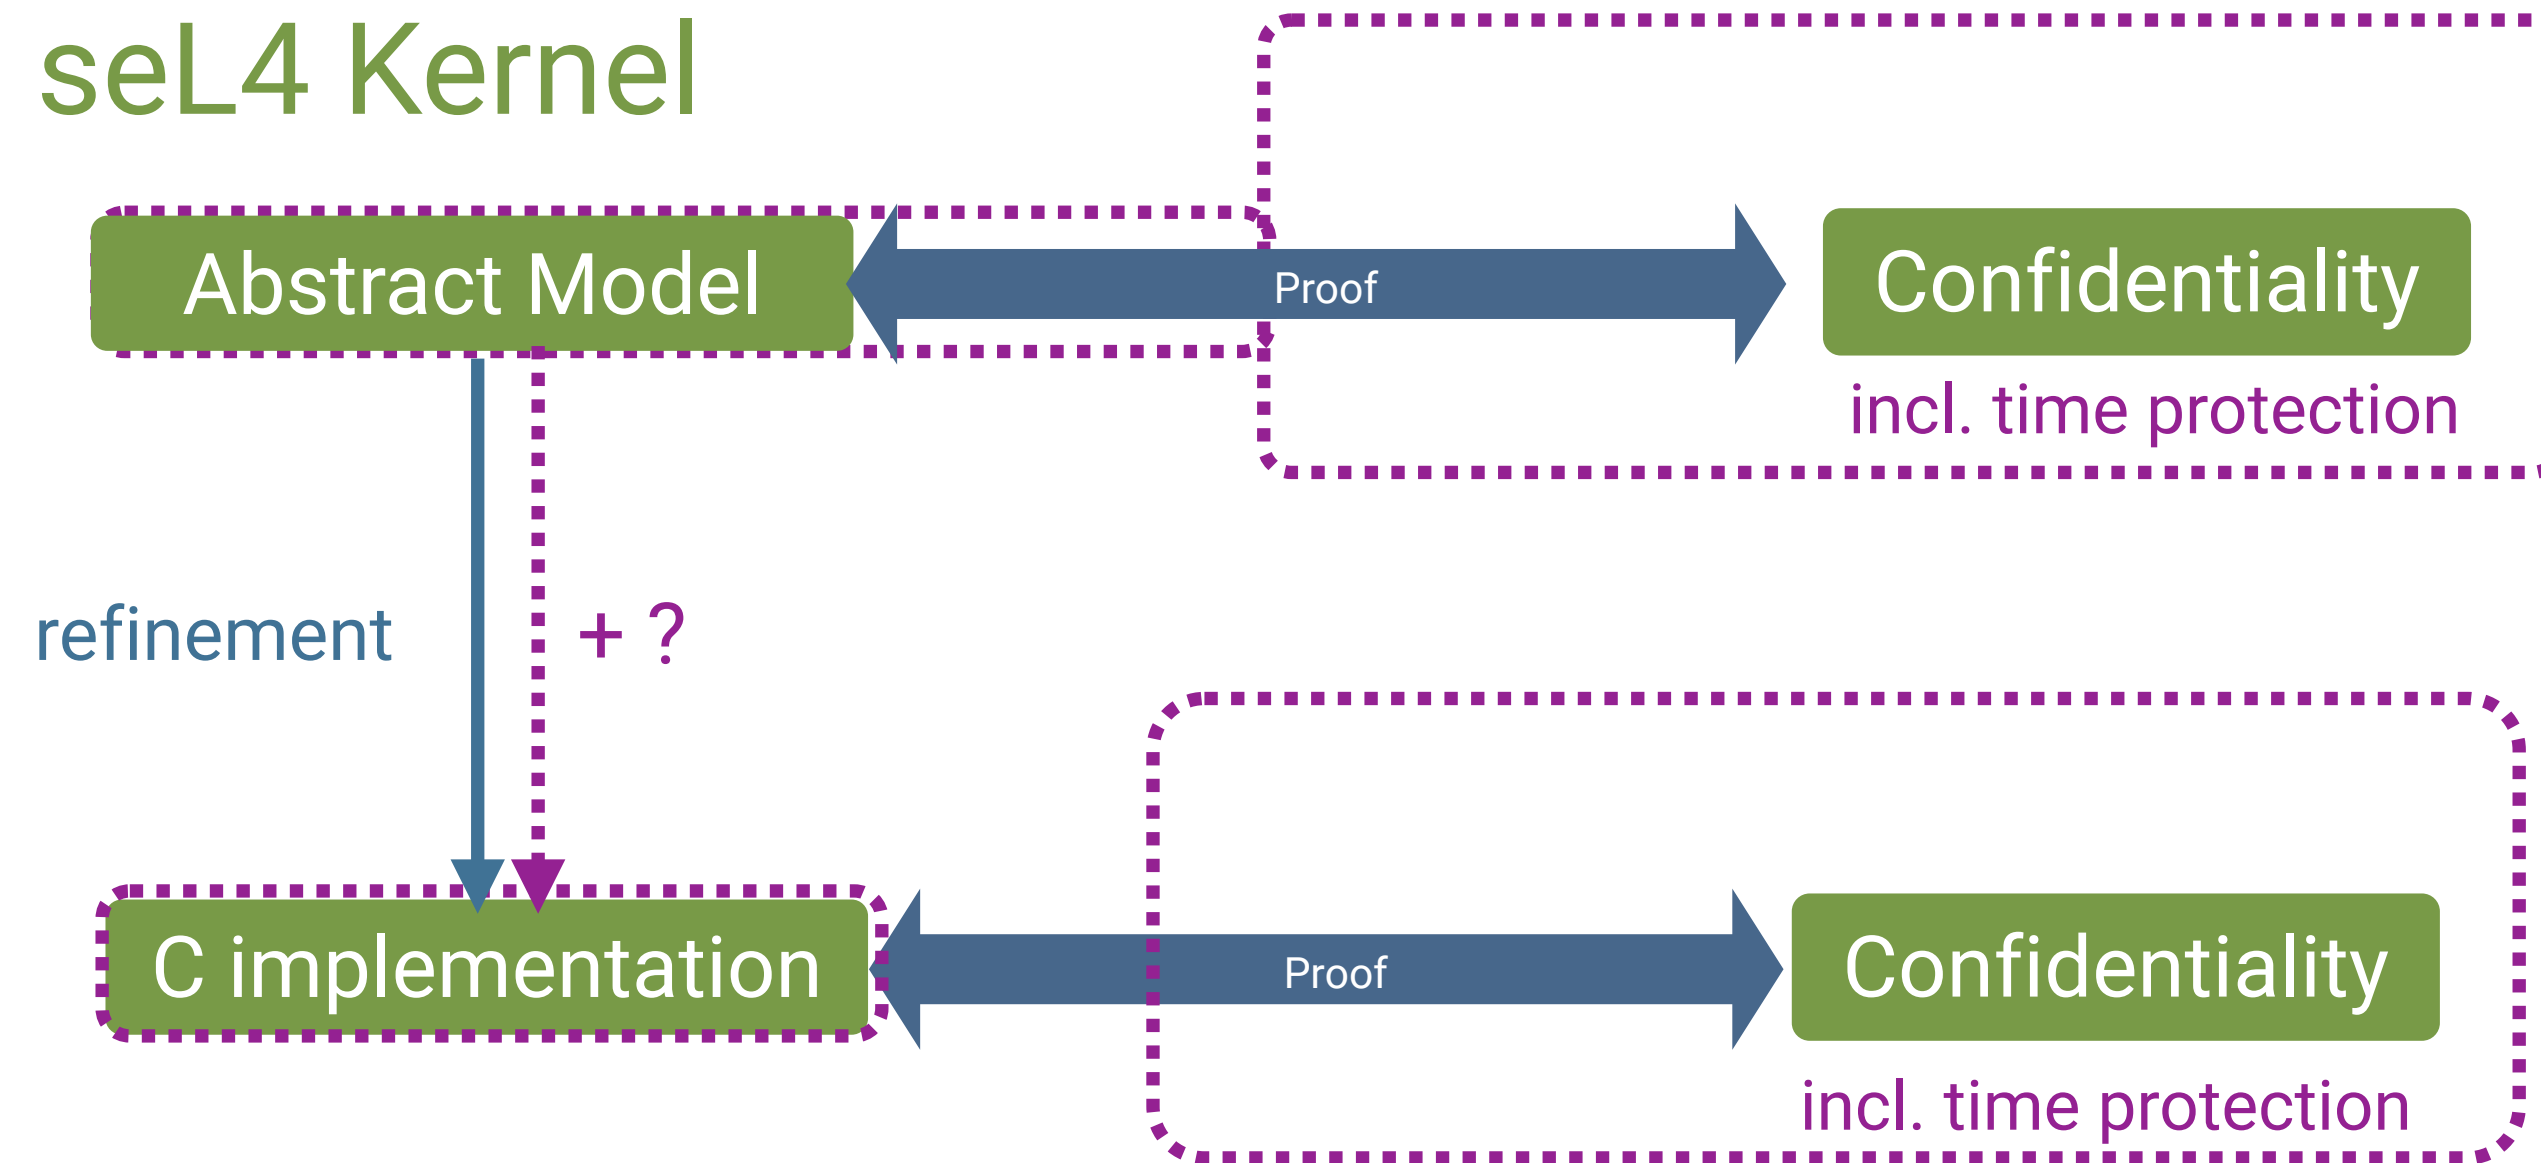 seL4 Kernel
Abstract Model
Proof
Confidentiality
incl. time protection
refinement
+ ?
C implementation
Proof
Confidentiality
incl. time protection